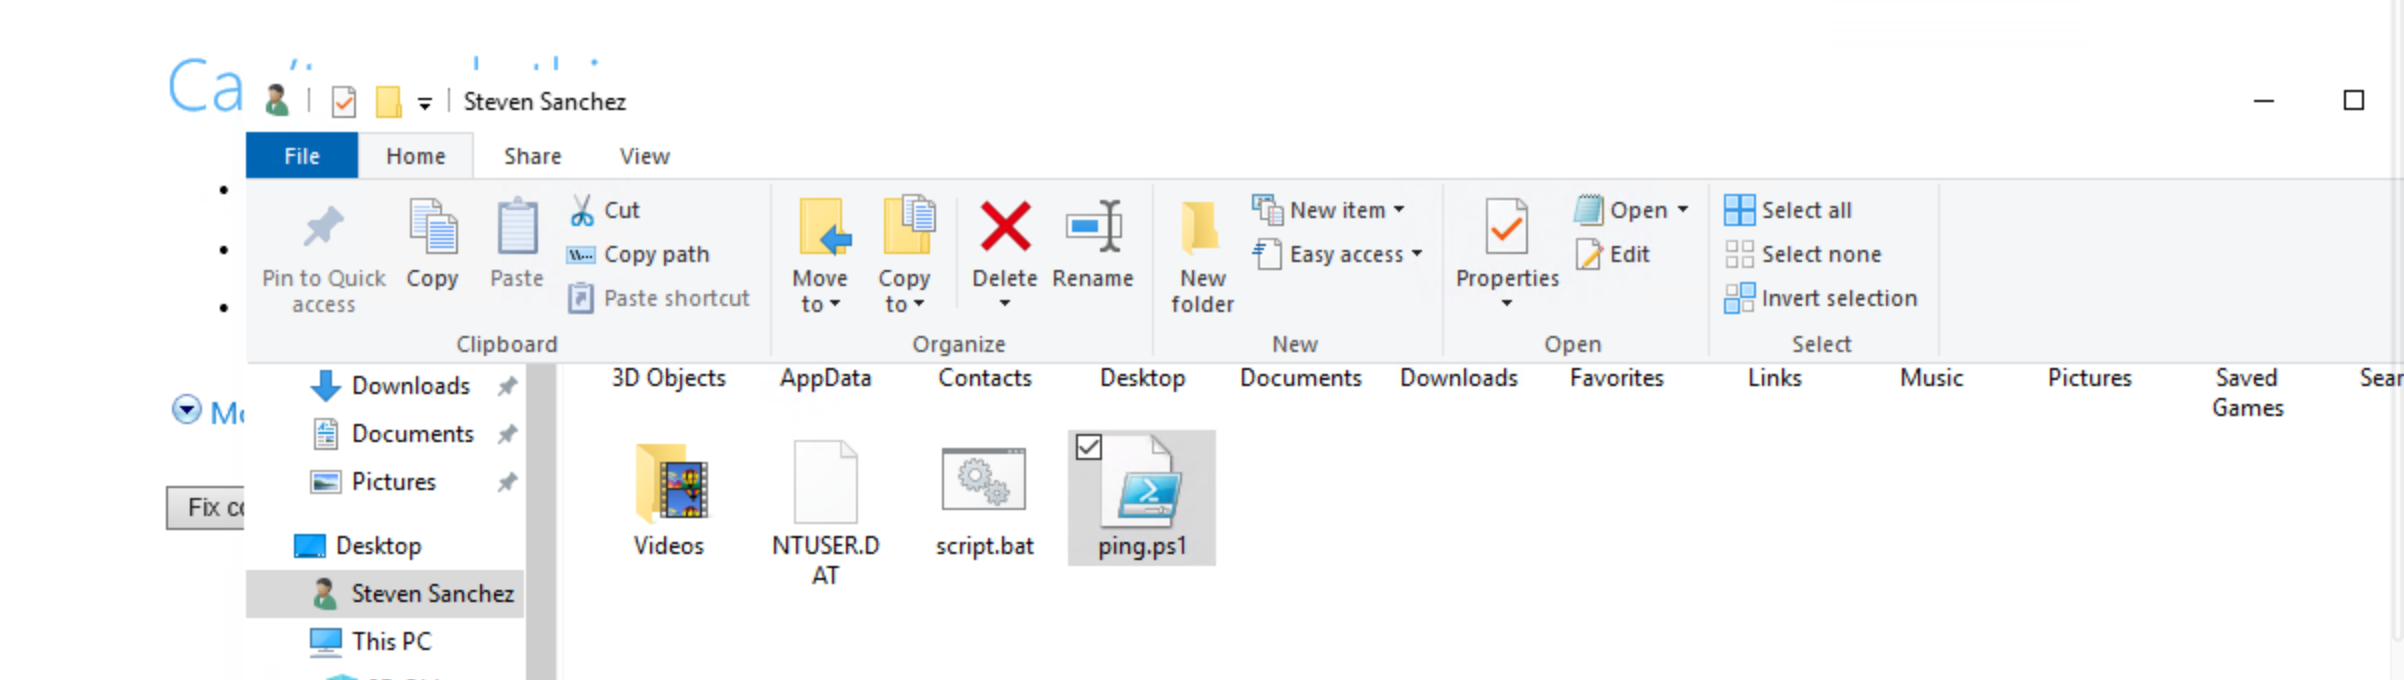 Ca
Steven Sanchez
File Home Share View
Pin to Quick access
Copy
Paste
Cut
Copy path
Paste shortcut
Clipboard
Move to
Copy to
Delete
Rename
Organize
New folder
New item
Easy access
New
Properties
Open
Edit
Open
Select all
Select none
Invert selection
Select
Downloads
Documents
Pictures
Desktop
Steven Sanchez
This PC
3D Objects AppData Contacts Desktop Documents Downloads Favorites Links Music Pictures Saved
Games
Videos NTUSER.D script.bat ping.ps1
AT
Fix